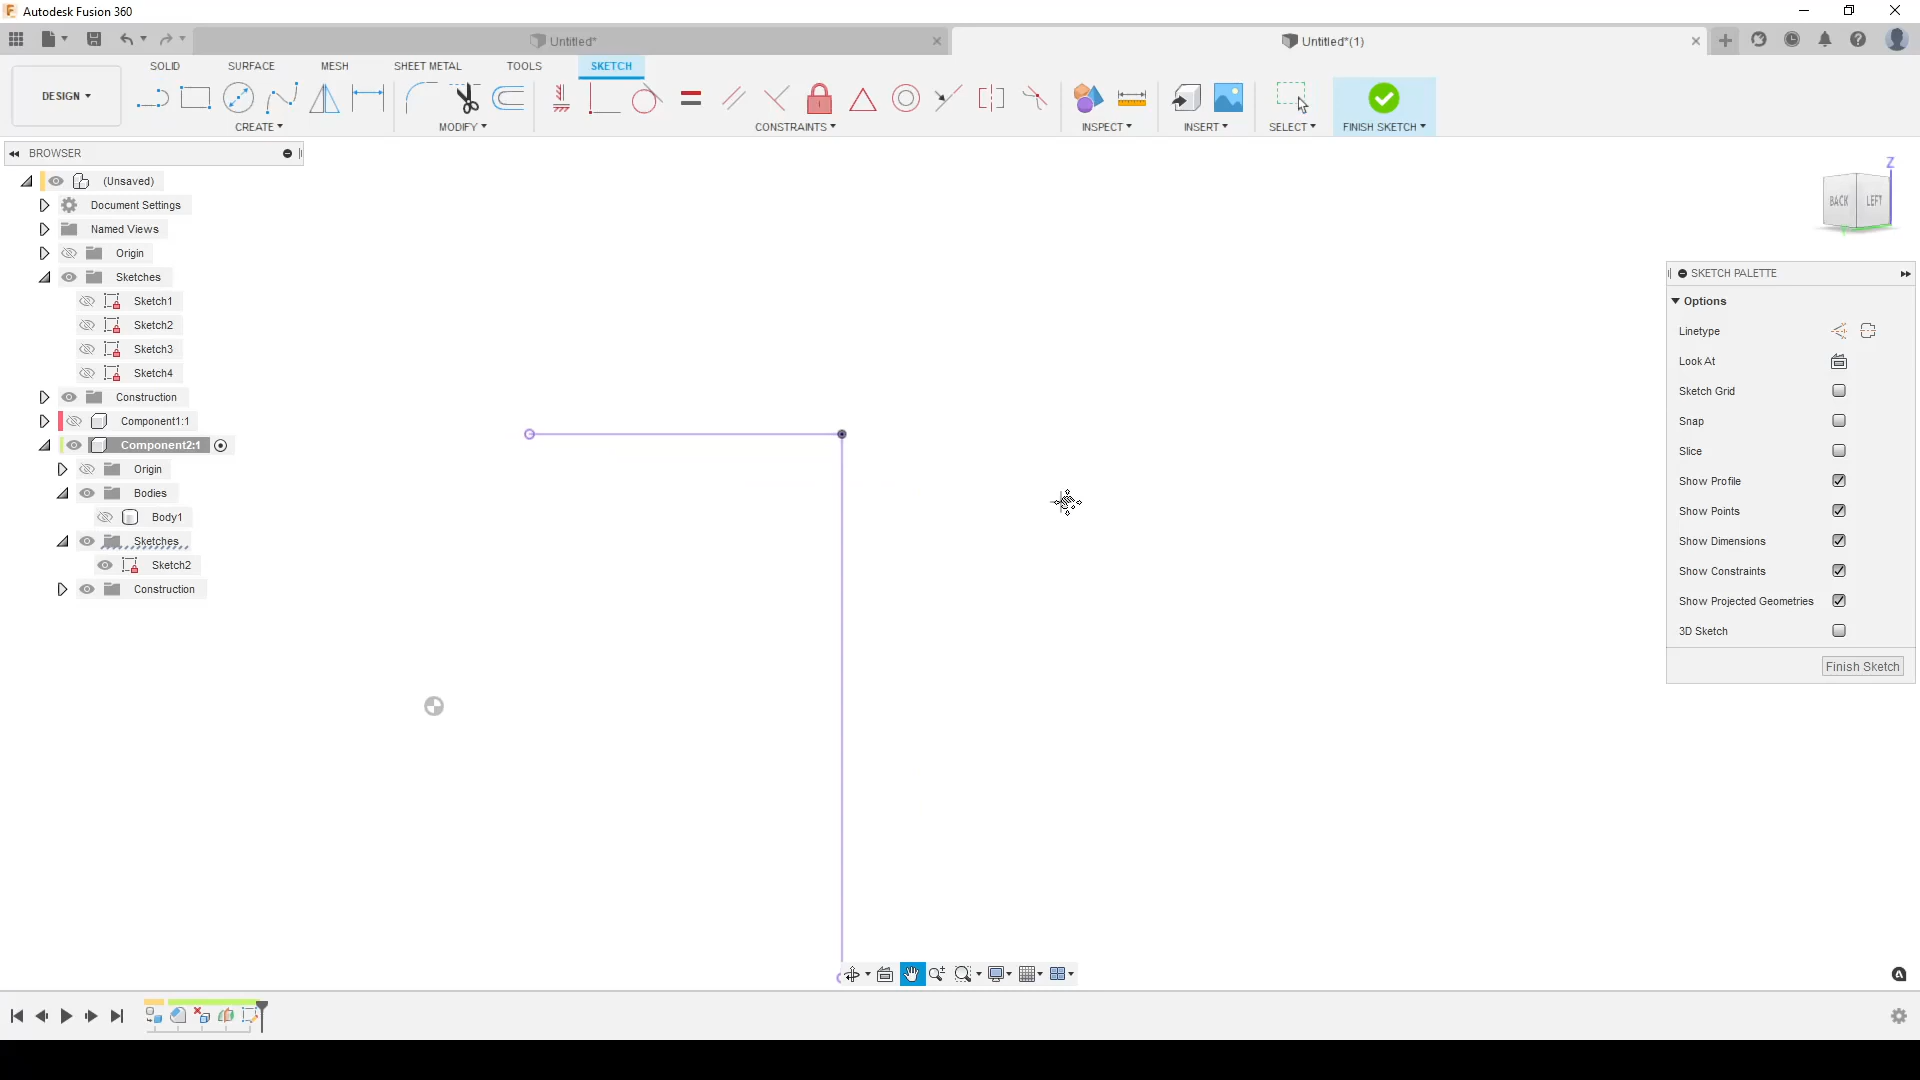 Autodesk Fusion 360
Untitled*
Untitled*(1)
SOLID SURFACE MESH SHEET METAL TOOLS SKETCH
DESIGN
CREATE MODIFY CONSTRAINTS INSPECT INSERT SELECT FINISH SKETCH
BROWSER
(Unsaved)
Document Settings
Named Views
Origin
Sketches
Sketch1
Sketch2
Sketch3
Sketch4
Construction
Component1:1
Component2:1
Origin
Bodies
Body1
Sketches
Sketch2
Construction
Z
BACK LEFT
SKETCH PALETTE
Options
Linetype
Look At
Sketch Grid
Snap
Slice
Show Profile
Show Points
Show Dimensions
Show Constraints
Show Projected Geometries
3D Sketch
Finish Sketch